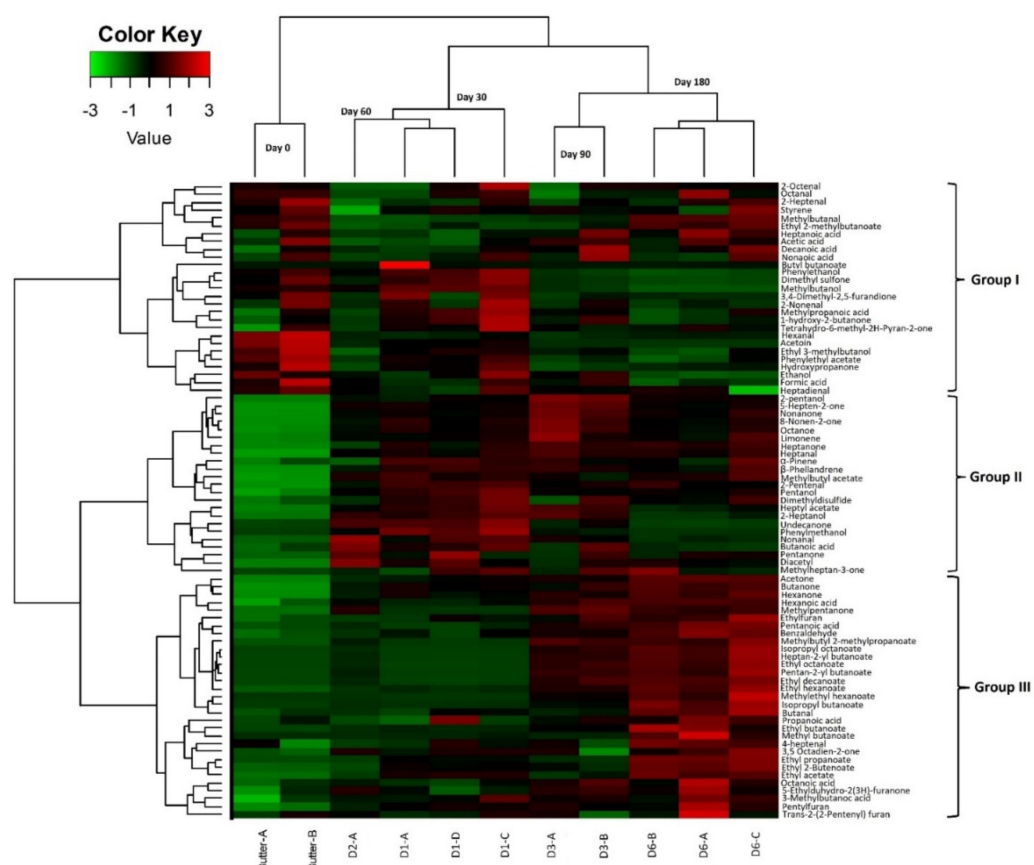 Color Key
-3 -1 1 3
Value
Day 0
Day 60
Day 30
Day 90
Day 180
2-Octenal
Octanal
2-Heptenal
Styrene
Methylbutanal
Ethyl 2-methylbutanoate
Heptanoic acid
Acetic acid
Decanoic acid
Nonaoic acid
Butyl butanoate
Phenylethanol
Dimethyl sulfone
Methylbutanol
3,4-Dimethyl-2,5-furandione
2-Nonenal
Methylpropanoic acid
1-hydroxy-2-butanone
Tetrahydro-6-methyl-2H-Pyran-2-one
Hexanal
Acetoin
Ethyl 3-methylbutanol
Phenylethyl acetate
Hydroxypropanone
Ethanol
Formic acid
Heptadienal
Group I
2-pentanol
5-Hepten-2-one
Nonanone
8-Nonen-2-one
Octanoe
Limonene
Heptanone
Heptanal
α-Pinene
β-Phellandrene
Methylbutyl acetate
2-Pentenal
Pentanol
Dimethyldisulfide
Heptyl acetate
2-Heptanol
Undecanone
Phenylmethanol
Nonanal
Butanoic acid
Pentanone
Diacetyl
Methylheptan-3-one
Group II
Acetone
Butanone
Hexanone
Hexanoic acid
Methylpentanone
Ethylfuran
Pentanoic acid
Benzaldehyde
Methylbutyl 2-methylpropanoate
Isopropyl octanoate
Heptan-2-yl butanoate
Ethyl octanoate
Pentan-2-yl butanoate
Ethyl decanoate
Ethyl hexanoate
Methylethyl hexanoate
Isopropyl butanoate
Butanal
Propanoic acid
Ethyl butanoate
Methyl butanoate
4-heptenal
3,5 Octadien-2-one
Ethyl propanoate
Ethyl 2-Butenoate
Ethyl acetate
Octanoic acid
5-Ethylduhydro-2(3H)-furanone
3-Methylbutanoc acid
Pentylfuran
Trans-2-(2-Pentenyl) furan
Group III
utter-A
utter-B
D2-A
D1-A
D1-D
D1-C
D3-A
D3-B
D6-B
D6-A
D6-C